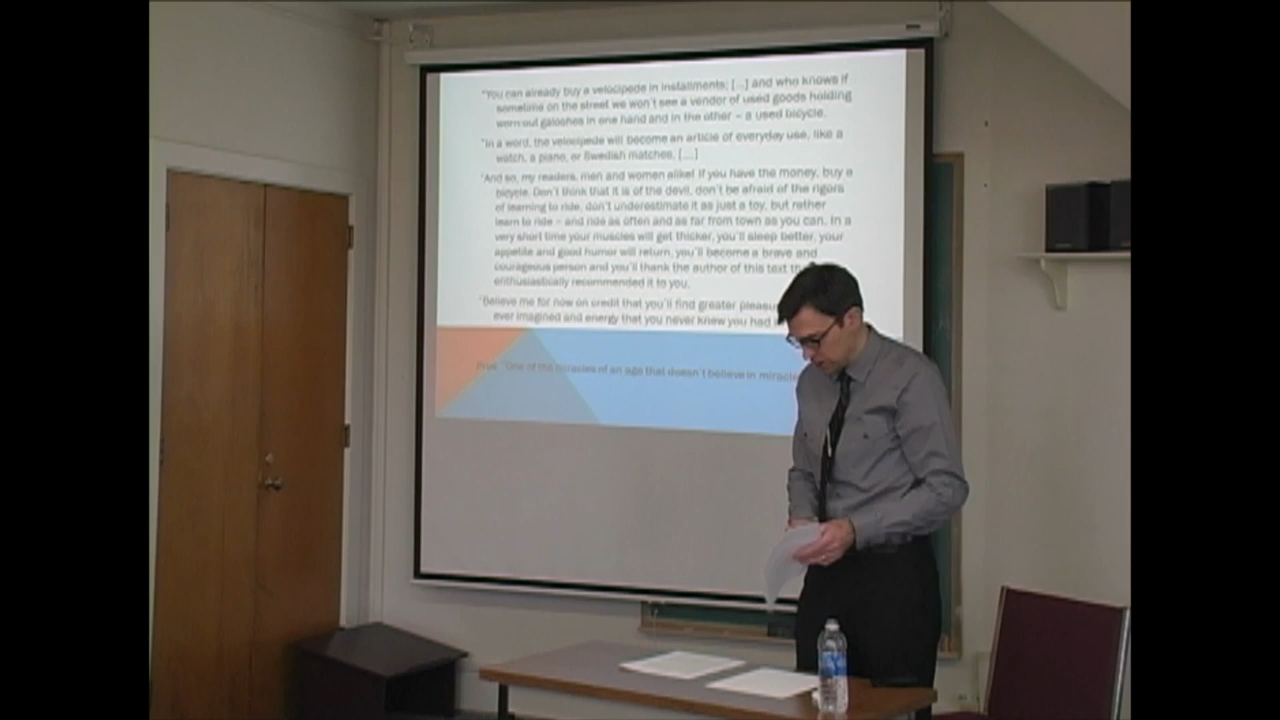 "You can already buy a velocipede in installments; [...] and who knows if
sometime on the street we won't see a vendor of used goods holding
worn-out galoshes in one hand and in the other – a used bicycle.
"In a word, the velocipede will become an article of everyday use, like a
watch, a piano, or Swedish matches. [...]
"And so, my readers, men and women alike! If you have the money, buy a
bicycle. Don't think that it is of the devil, don't be afraid of the rigors
of learning to ride, don't underestimate it as just a toy, but rather
learn to ride – and ride as often and as far from town as you can. In a
very short time your muscles will get thicker, you'll sleep better, your
appetite and good humor will return, you'll become a brave and
courageous person and you'll thank the author of this text
enthusiastically recommended it to you.
"Believe me for now on credit that you'll find greater
ever imagined and energy that you never knew you had
Prus, "One of the miracles of an age that doesn't believe in